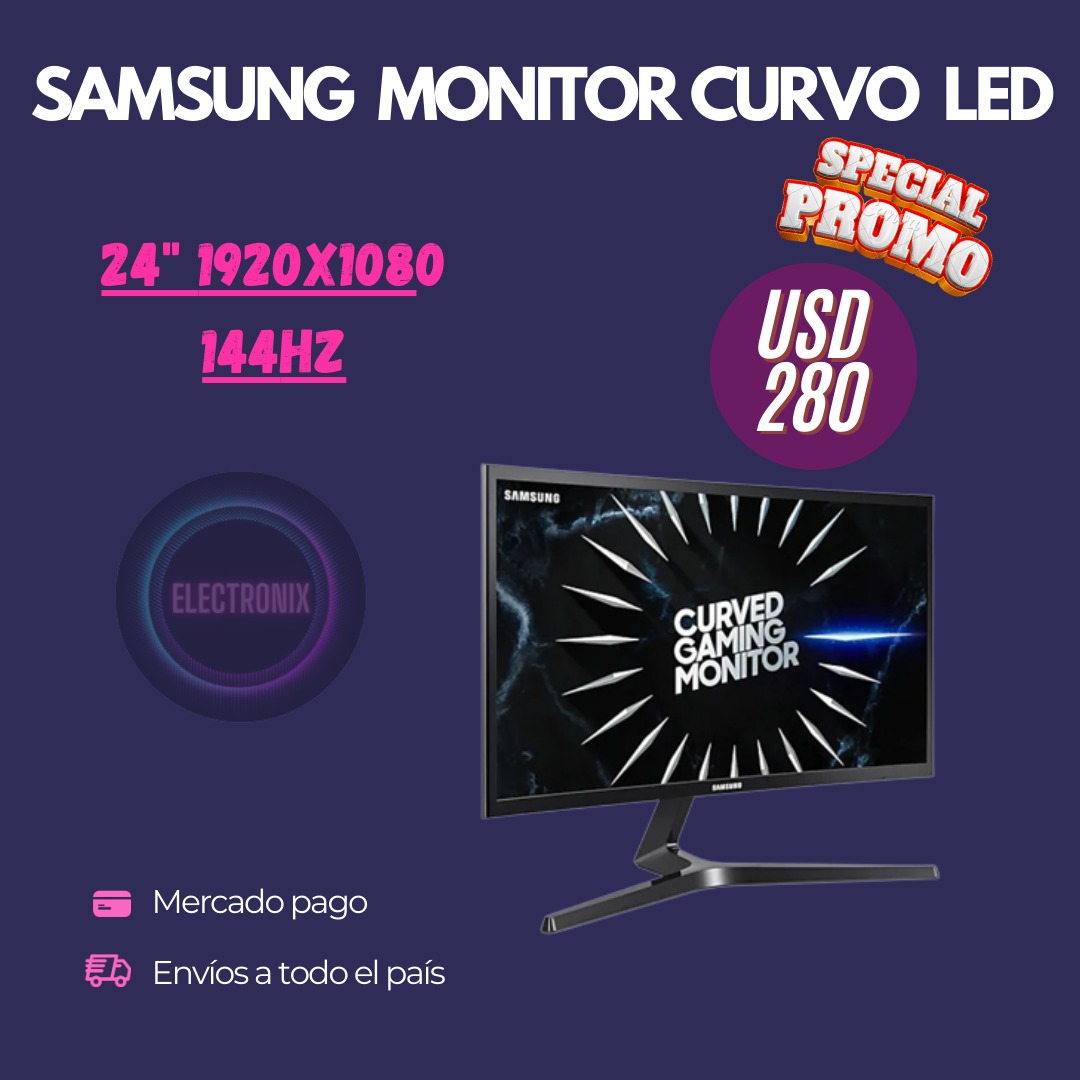 SAMSUNG MONITOR CURVO LED
SPECIAL
PROMO
24" 1920X1080
144HZ
USD
280
SAMSUNG
CURVED
GAMING
MONITOR
SAMSUNG
ELECTRONIX
Mercado pago
Envíos a todo el país